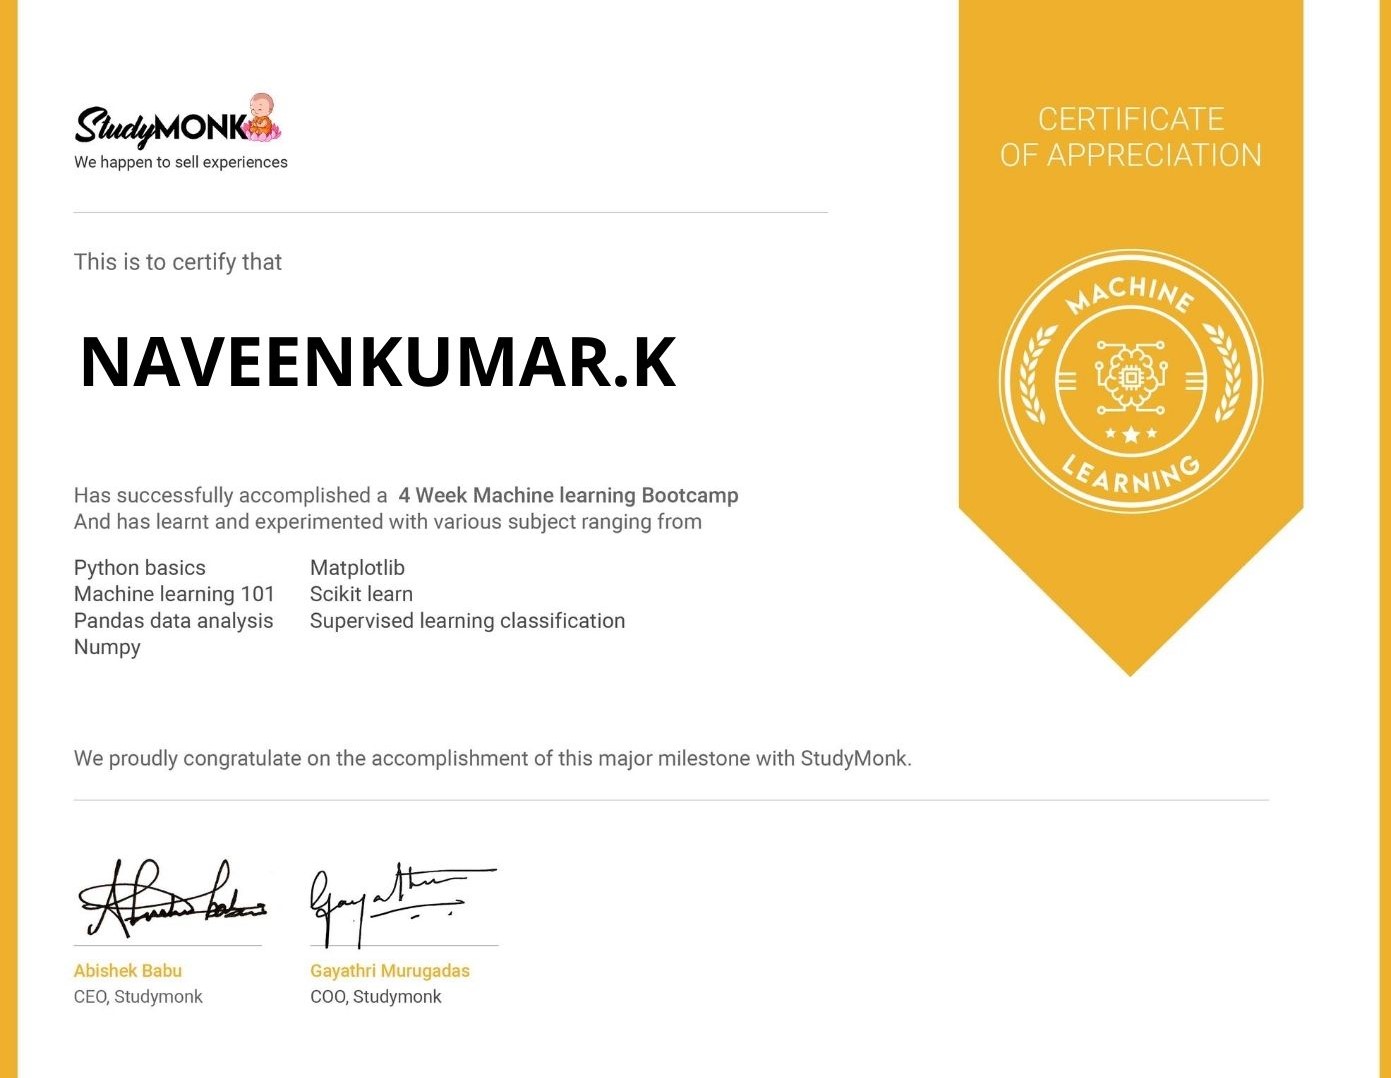 StudyMONK
We happen to sell experiences
CERTIFICATE
OF APPRECIATION
MACHINE
LEARNING
This is to certify that
NAVEENKUMAR.K
Has successfully accomplished a 4 Week Machine learning Bootcamp
And has learnt and experimented with various subject ranging from
Python basics
Machine learning 101
Pandas data analysis
Numpy
Matplotlib
Scikit learn
Supervised learning classification
We proudly congratulate on the accomplishment of this major milestone with StudyMonk.
Abishek Babu
CEO, Studymonk
Gayathri
Gayathri Murugadas
COO, Studymonk